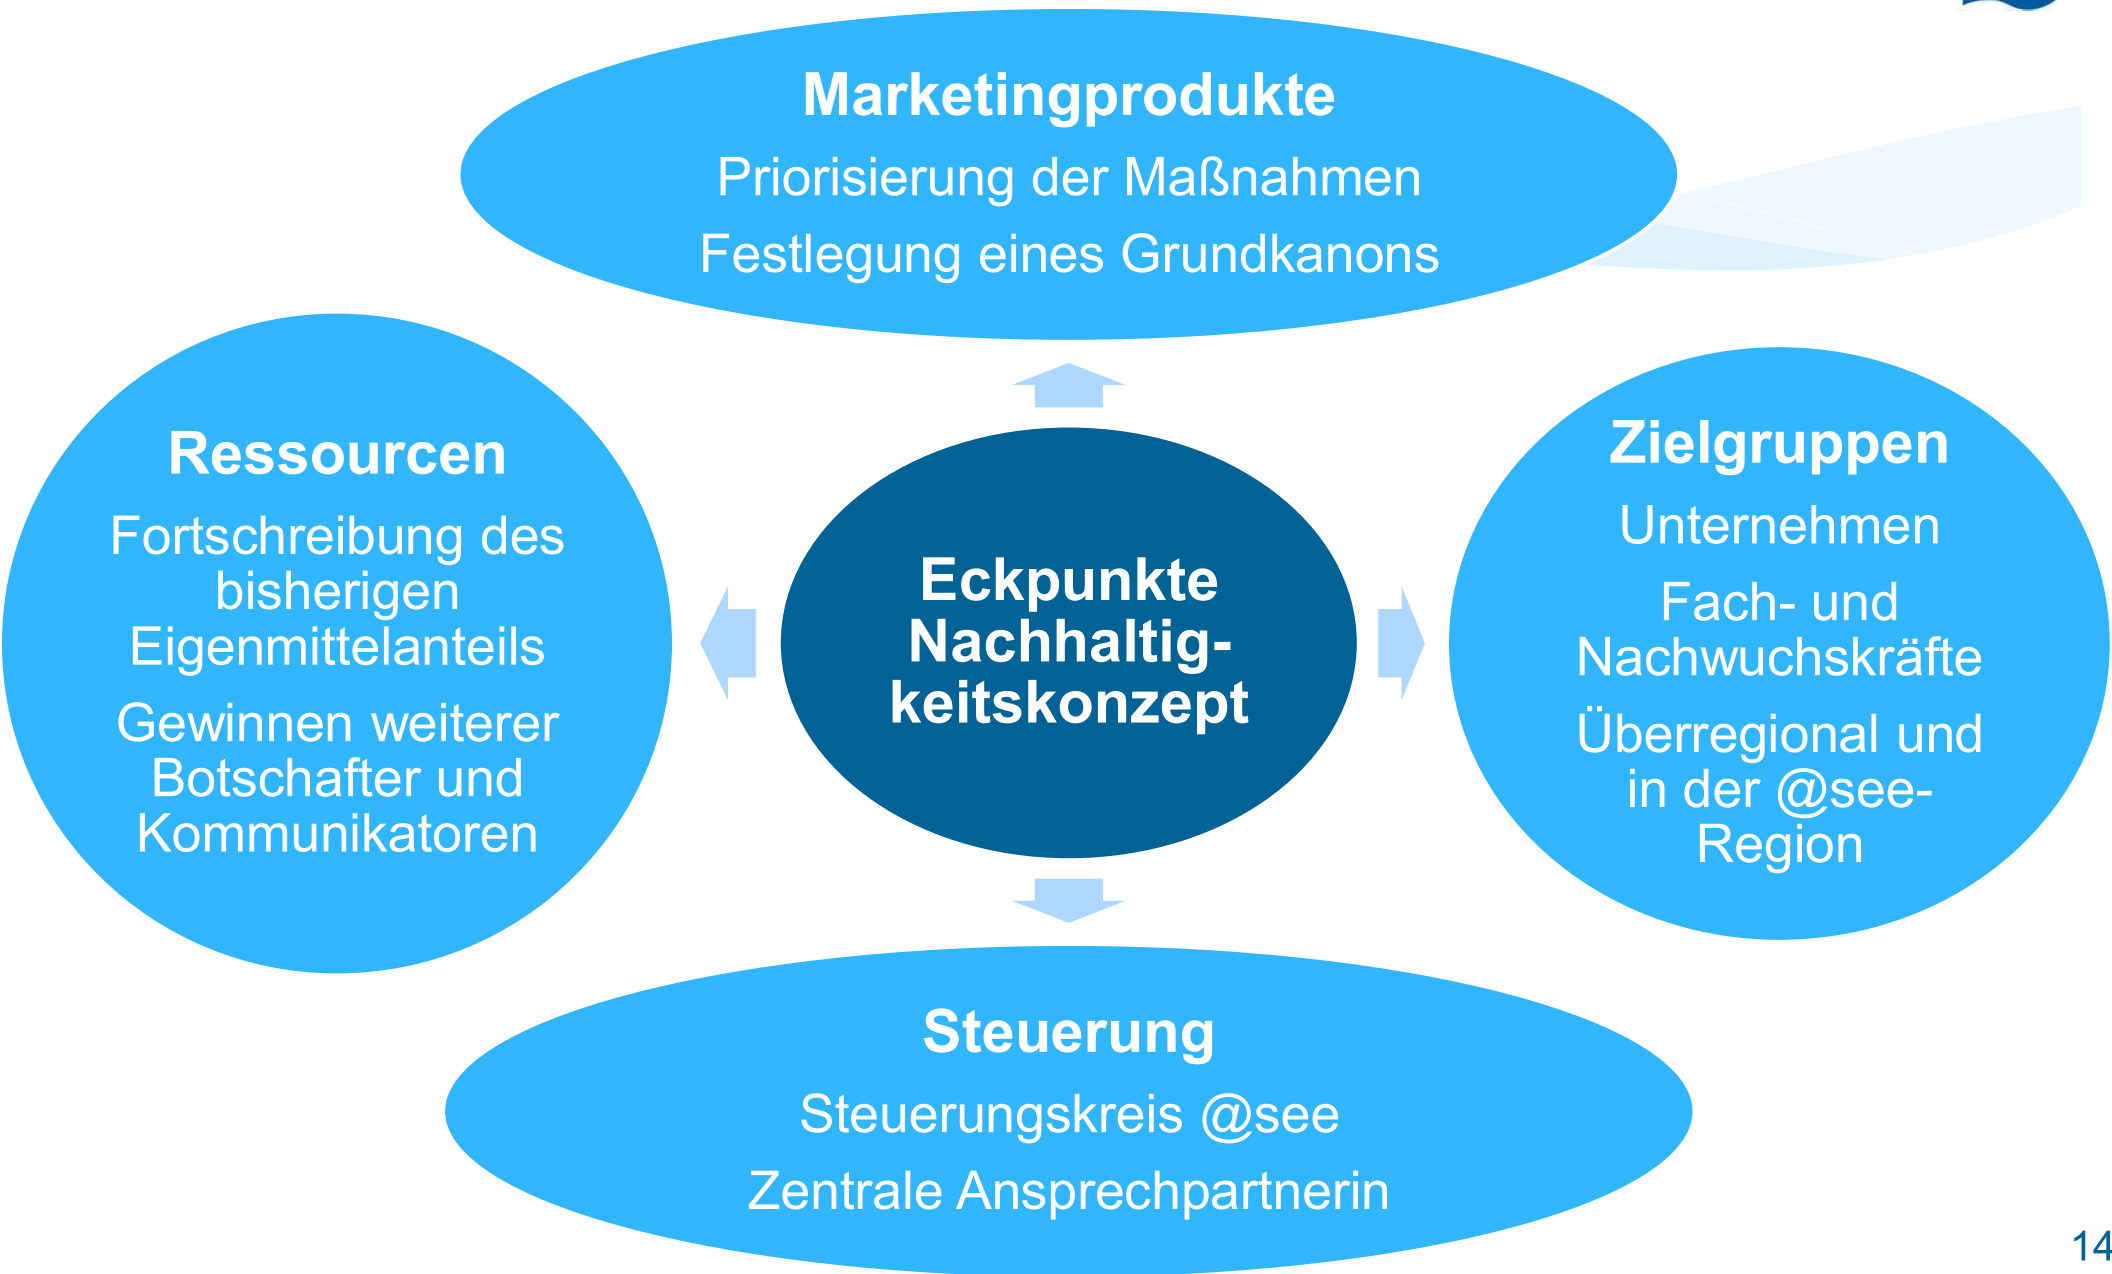 Marketingprodukte
Priorisierung der Maßnahmen
Festlegung eines Grundkanons
Ressourcen
Fortschreibung des
bisherigen
Eigenmittelanteils
Gewinnen weiterer
Botschafter und
Kommunikatoren
Eckpunkte
Nachhaltig-
keitskonzept
Zielgruppen
Unternehmen
Fach- und
Nachwuchskräfte
Überregional und
in der @see-
Region
Steuerung
Steuerungskreis @see
Zentrale Ansprechpartnerin
14